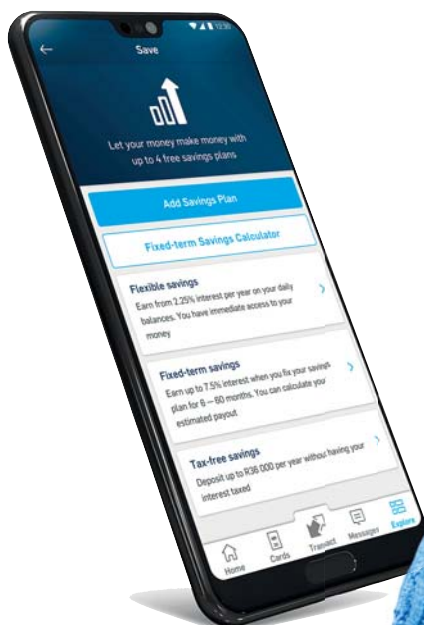 12:30
Save
Let your money make money with
up to 4 free savings plans
Add Savings Plan
Fixed-term Savings Calculator
Flexible savings
Earn from 2.25% interest per year on your daily
balances. You have immediate access to your
money
Fixed-term savings
Earn up to 7.5% interest when you fix your savings
plan for 6 — 60 months. You can calculate your
estimated payout
Tax-free savings
Deposit up to R36 000 per year without having your
interest taxed
Home
Cards
Transact
Messages
Explore